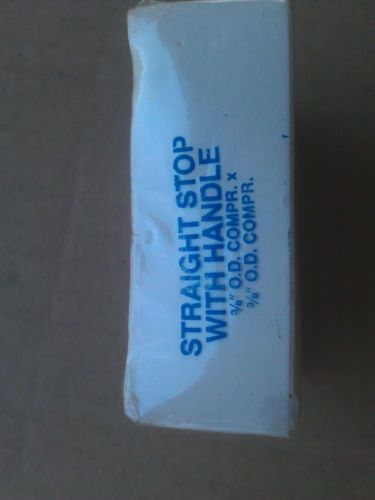 STRAIGHT STOP
WITH HANDLE
3/8" O.D. COMPR. x
3/8" O.D. COMPR.